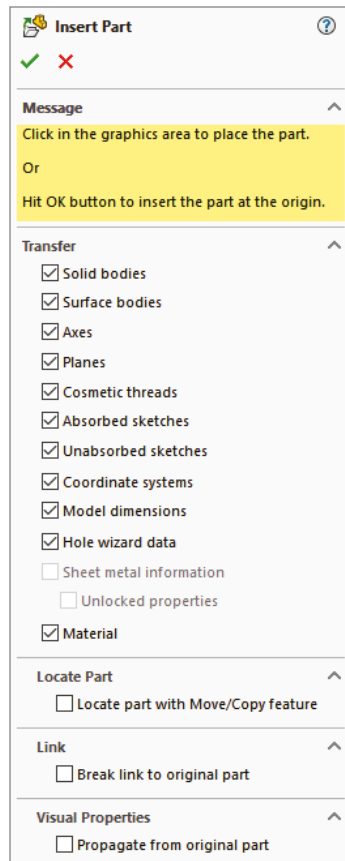 Insert Part
Message
Click in the graphics area to place the part.
Or
Hit OK button to insert the part at the origin.
Transfer
Solid bodies
Surface bodies
Axes
Planes
Cosmetic threads
Absorbed sketches
Unabsorbed sketches
Coordinate systems
Model dimensions
Hole wizard data
Sheet metal information
Unlocked properties
Material
Locate Part
Locate part with Move/Copy feature
Link
Break link to original part
Visual Properties
Propagate from original part